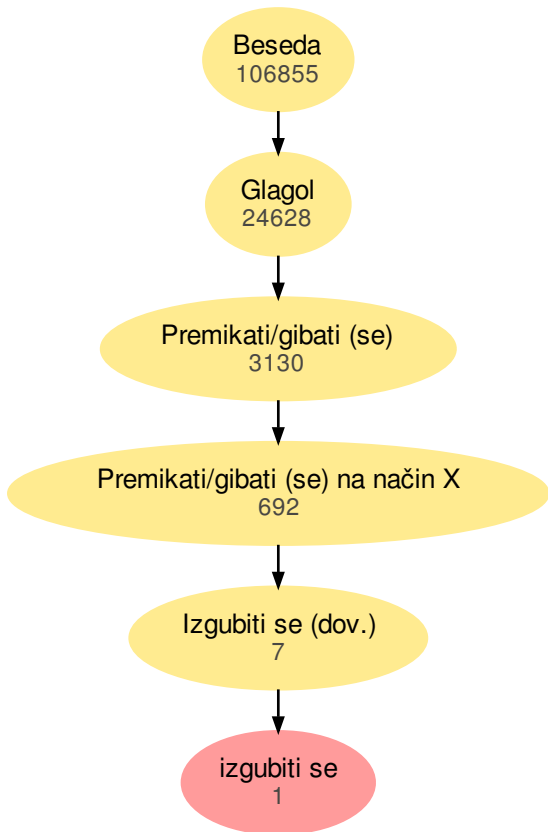 Beseda
106855
Glagol
24628
Premikati/gibati (se)
3130
Premikati/gibati (se) na način X
692
Izgubiti se (dov.)
7
izgubiti se
1